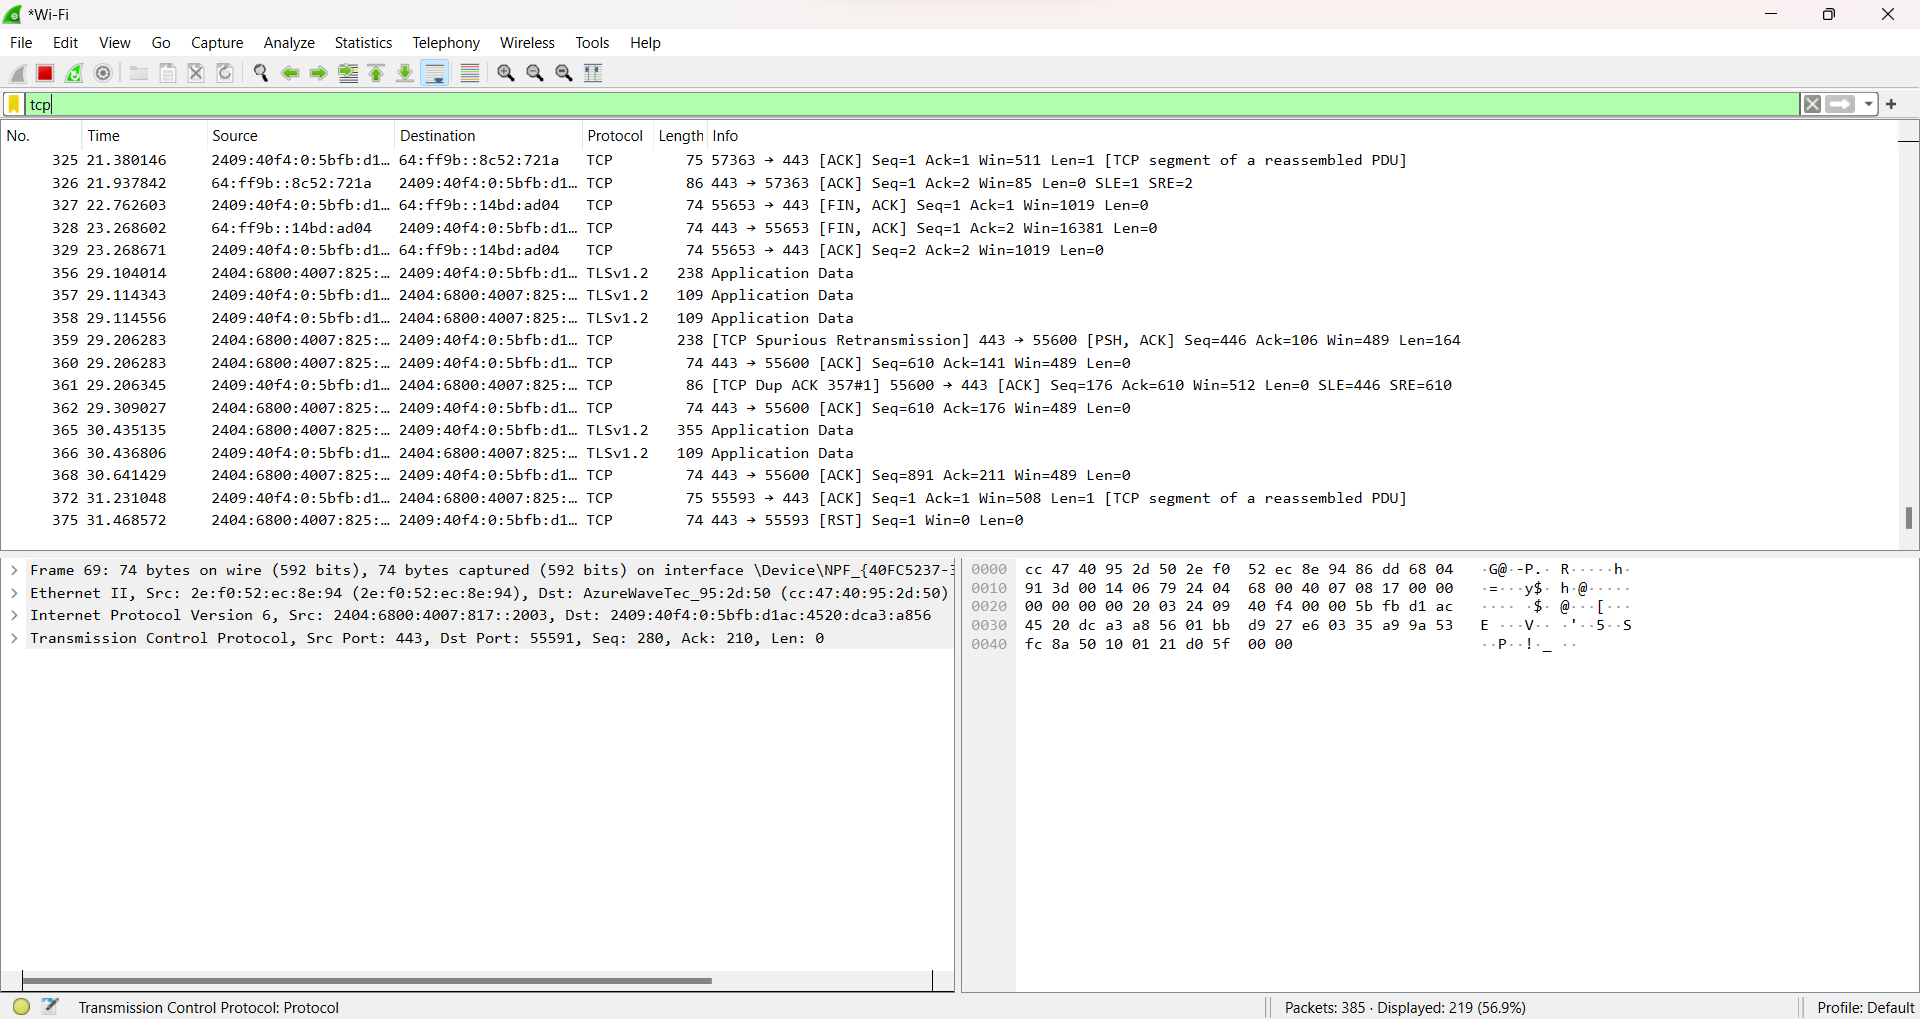 *Wi-Fi
File Edit View Go Capture Analyze Statistics Telephony Wireless Tools Help
tcp
No. Time Source Destination Protocol Length Info
325 21.380146 2409:40f4:0:5bfb:d1… 64:ff9b::8c52:721a TCP 75 57363 → 443 [ACK] Seq=1 Ack=1 Win=511 Len=1 [TCP segment of a reassembled PDU]
326 21.937842 64:ff9b::8c52:721a 2409:40f4:0:5bfb:d1… TCP 86 443 → 57363 [ACK] Seq=1 Ack=2 Win=85 Len=0 SLE=1 SRE=2
327 22.762603 2409:40f4:0:5bfb:d1… 64:ff9b::14bd:ad04 TCP 74 55653 → 443 [FIN, ACK] Seq=1 Ack=1 Win=1019 Len=0
328 23.268602 64:ff9b::14bd:ad04 2409:40f4:0:5bfb:d1… TCP 74 443 → 55653 [FIN, ACK] Seq=1 Ack=2 Win=16381 Len=0
329 23.268671 2409:40f4:0:5bfb:d1… 64:ff9b::14bd:ad04 TCP 74 55653 → 443 [ACK] Seq=2 Ack=2 Win=1019 Len=0
356 29.104014 2404:6800:4007:825:… 2409:40f4:0:5bfb:d1… TLSv1.2 238 Application Data
357 29.114343 2409:40f4:0:5bfb:d1… 2404:6800:4007:825:… TLSv1.2 109 Application Data
358 29.114556 2409:40f4:0:5bfb:d1… 2404:6800:4007:825:… TLSv1.2 109 Application Data
359 29.206283 2404:6800:4007:825:… 2409:40f4:0:5bfb:d1… TCP 238 [TCP Spurious Retransmission] 443 → 55600 [PSH, ACK] Seq=446 Ack=106 Win=489 Len=164
360 29.206283 2404:6800:4007:825:… 2409:40f4:0:5bfb:d1… TCP 74 443 → 55600 [ACK] Seq=610 Ack=141 Win=489 Len=0
361 29.206345 2409:40f4:0:5bfb:d1… 2404:6800:4007:825:… TCP 86 [TCP Dup ACK 357#1] 55600 → 443 [ACK] Seq=176 Ack=610 Win=512 Len=0 SLE=446 SRE=610
362 29.309027 2404:6800:4007:825:… 2409:40f4:0:5bfb:d1… TCP 74 443 → 55600 [ACK] Seq=610 Ack=176 Win=489 Len=0
365 30.435135 2404:6800:4007:825:… 2409:40f4:0:5bfb:d1… TLSv1.2 355 Application Data
366 30.436806 2409:40f4:0:5bfb:d1… 2404:6800:4007:825:… TLSv1.2 109 Application Data
368 30.641429 2404:6800:4007:825:… 2409:40f4:0:5bfb:d1… TCP 74 443 → 55600 [ACK] Seq=891 Ack=211 Win=489 Len=0
372 31.231048 2409:40f4:0:5bfb:d1… 2404:6800:4007:825:… TCP 75 55593 → 443 [ACK] Seq=1 Ack=1 Win=508 Len=1 [TCP segment of a reassembled PDU]
375 31.468572 2404:6800:4007:825:… 2409:40f4:0:5bfb:d1… TCP 74 443 → 55593 [RST] Seq=1 Win=0 Len=0
Frame 69: 74 bytes on wire (592 bits), 74 bytes captured (592 bits) on interface \Device\NPF_{40FC5237-
Ethernet II, Src: 2e:f0:52:ec:8e:94 (2e:f0:52:ec:8e:94), Dst: AzureWaveTec_95:2d:50 (cc:47:40:95:2d:50)
Internet Protocol Version 6, Src: 2404:6800:4007:817::2003, Dst: 2409:40f4:0:5bfb:d1ac:4520:dca3:a856
Transmission Control Protocol, Src Port: 443, Dst Port: 55591, Seq: 280, Ack: 210, Len: 0
0000 cc 47 40 95 2d 50 2e f0 52 ec 8e 94 86 dd 68 04 ·G@·-P.· R·····h·
0010 91 3d 00 14 06 79 24 04 68 00 40 07 08 17 00 00 ·=···y$· h·@·····
0020 00 00 00 00 20 03 24 09 40 f4 00 00 5b fb d1 ac ···· ·$· @···[···
0030 45 20 dc a3 a8 56 01 bb d9 27 e6 03 35 a9 9a 53 E ···V·· ·'··5··S
0040 fc 8a 50 10 01 21 d0 5f 00 00 ··P··!·_ ··
Transmission Control Protocol: Protocol
Packets: 385 · Displayed: 219 (56.9%)
Profile: Default